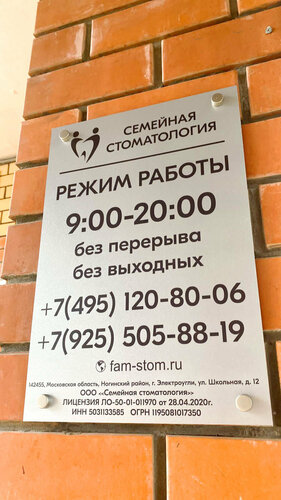 СЕМЕЙНАЯ
СТОМАТОЛОГИЯ
РЕЖИМ РАБОТЫ
9:00-20:00
без перерыва
без выходных
+7(495) 120-80-06
+7(925) 505-88-19
fam-stom.ru
142455, Московская область, Ногинский район, г. Электроугли, ул. Школьная, д. 12
ООО «Семейная стоматология»
ЛИЦЕНЗИЯ ЛО-50-01-011970 от 28.04.2020г.
ИНН 5031133585 ОГРН 1195081017350